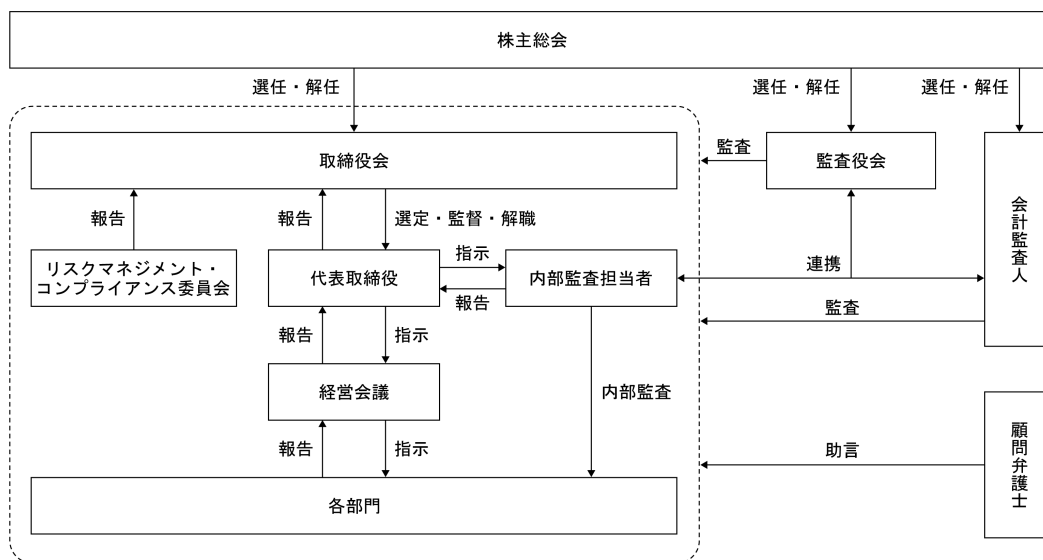 株主総会
選任・解任
選任・解任
選任・解任
取締役会
監査
監査役会
会計監査人
報告
報告
選定・監督・解職
リスクマネジメント・
コンプライアンス委員会
代表取締役
指示
報告
内部監査担当者
連携
監査
報告
指示
経営会議
内部監査
報告
指示
助言
顧問弁護士
各部門